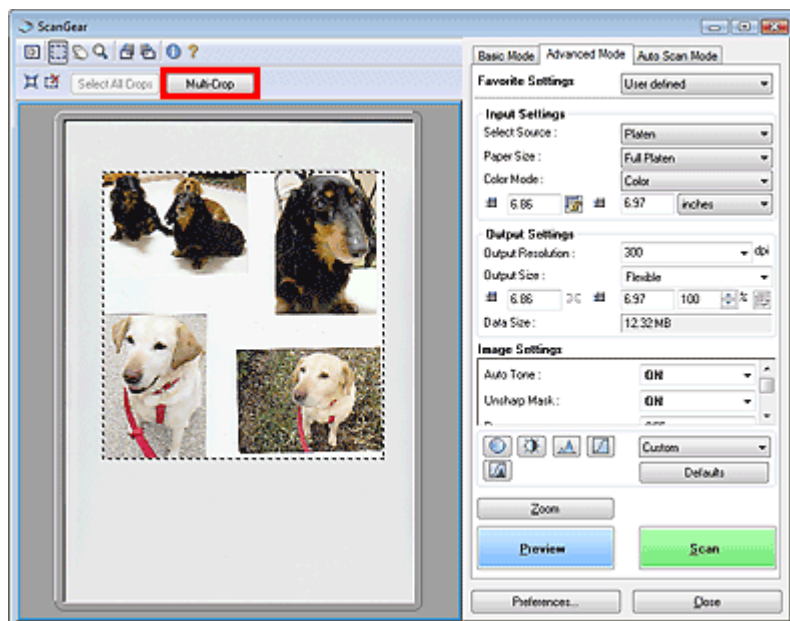 ScanGear
Select All Crops
Multi-Crop
Basic Mode
Advanced Mode
Auto Scan Mode
Favorite Settings
User defined
Input Settings
Select Source :
Platen
Paper Size :
Full Platen
Color Mode :
Color
6.86
6.97
inches
Output Settings
Output Resolution :
300
dpi
Output Size :
Flexible
6.86
6.97
100
%
Data Size :
12.32 MB
Image Settings
Auto Tone :
ON
Unsharp Mask :
ON
Custom
Defaults
Zoom
Preview
Scan
Preferences...
Close